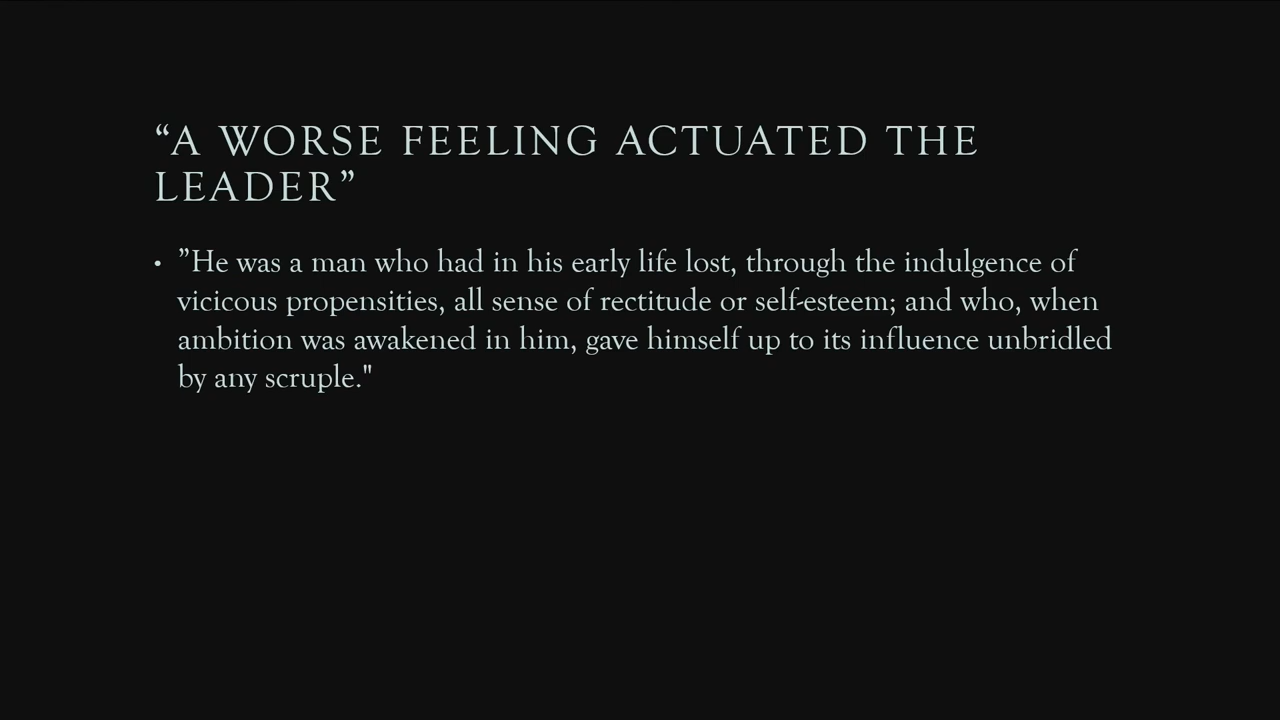 “A WORSE FEELING ACTUATED THE
LEADER”
• ”He was a man who had in his early life lost, through the indulgence of
vicicous propensities, all sense of rectitude or self-esteem; and who, when
ambition was awakened in him, gave himself up to its influence unbridled
by any scruple."